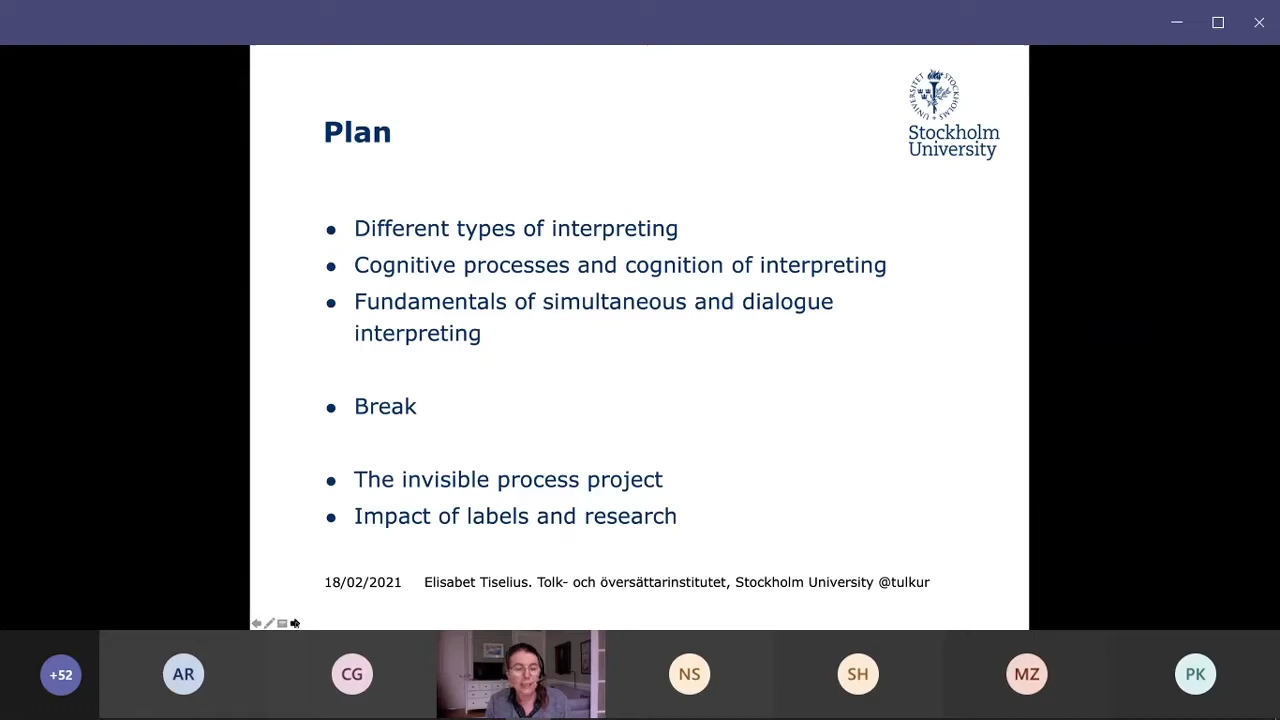 STOCKHOLMS UNIVERSITET
Stockholm
University
Plan
• Different types of interpreting
• Cognitive processes and cognition of interpreting
• Fundamentals of simultaneous and dialogue
interpreting
• Break
• The invisible process project
• Impact of labels and research
18/02/2021 Elisabet Tiselius. Tolk- och översättarinstitutet, Stockholm University @tulkur
+52 AR CG NS SH MZ PK